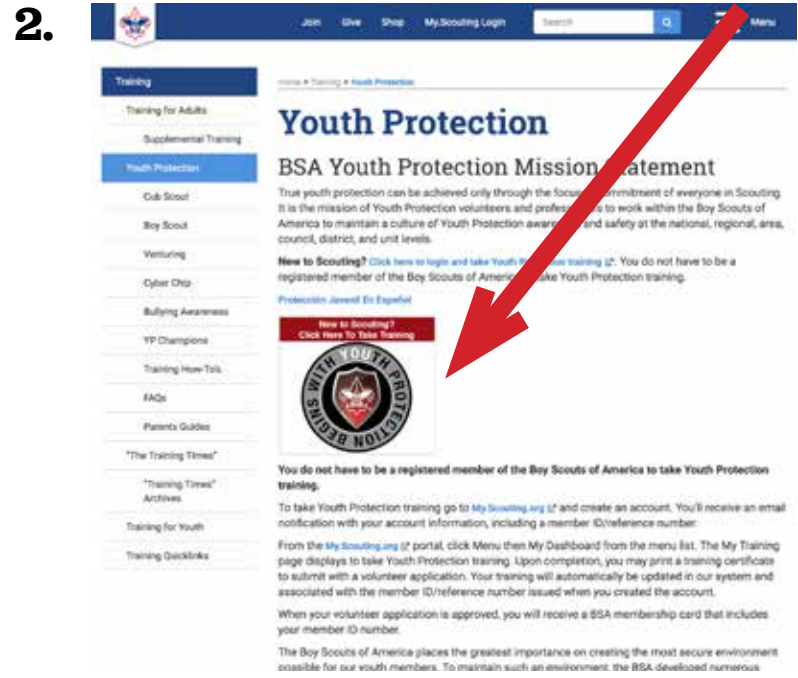 2.
Join Give Shop My.Scouting Login Search Menu
Training
Training for Adults
Supplemental Training
Youth Protection
Cub Scout
Boy Scout
Venturing
Cyber Chip
Bullying Awareness
YP Champions
Training How-To's
FAQs
Parents Guides
"The Training Times"
"Training Times"
Archives
Training for Youth
Training Quicklinks
Home > Training > Youth Protection
Youth Protection
BSA Youth Protection Mission Statement
True youth protection can be achieved only through the focused commitment of everyone in Scouting.
It is the mission of Youth Protection volunteers and professionals to work within the Boy Scouts of
America to maintain a culture of Youth Protection awareness and safety at the national, regional, area,
council, district, and unit levels.
New to Scouting? Click here to login and take Youth Protection training. You do not have to be a
registered member of the Boy Scouts of America to take Youth Protection training.
Protección Juvenil En Español
New to Scouting?
Click Here To Take Training
YOUTH PROTECTION BEGINS WITH YOU
You do not have to be a registered member of the Boy Scouts of America to take Youth Protection
training.
To take Youth Protection training go to My.Scouting.org and create an account. You'll receive an email
notification with your account information, including a member ID/reference number.
From the My.Scouting.org portal, click Menu then My Dashboard from the menu list. The My Training
page displays to take Youth Protection training. Upon completion, you may print a training certificate
to submit with a volunteer application. Your training will automatically be updated in our system and
associated with the member ID/reference number issued when you created the account.
When your volunteer application is approved, you will receive a BSA membership card that includes
your member ID number.
The Boy Scouts of America places the greatest importance on creating the most secure environment
possible for our youth members. To maintain such an environment, the BSA developed numerous